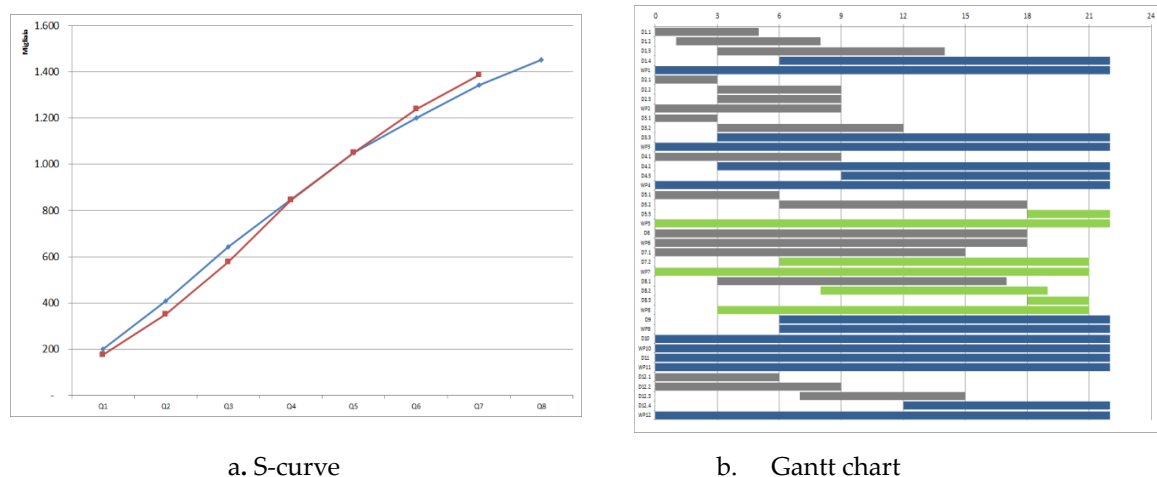 Migliaia
1.600
1.400
1.200
1.000
800
600
400
200
-
Q1 Q2 Q3 Q4 Q5 Q6 Q7 Q8
a. S-curve
0 3 6 9 12 15 18 21 24
D1.1
D1.2
D1.3
D1.4
WP1
D2.1
D2.2
D2.3
WP2
D3.1
D3.2
D3.3
WP3
D4.1
D4.2
D4.3
WP4
D5.1
D5.2
D5.3
WP5
D6
WP6
D7.1
D7.2
WP7
D8.1
D8.2
D8.3
WP8
D9
WP9
D10
WP10
D11
WP11
D12.1
D12.2
D12.3
D12.4
WP12
b. Gantt chart